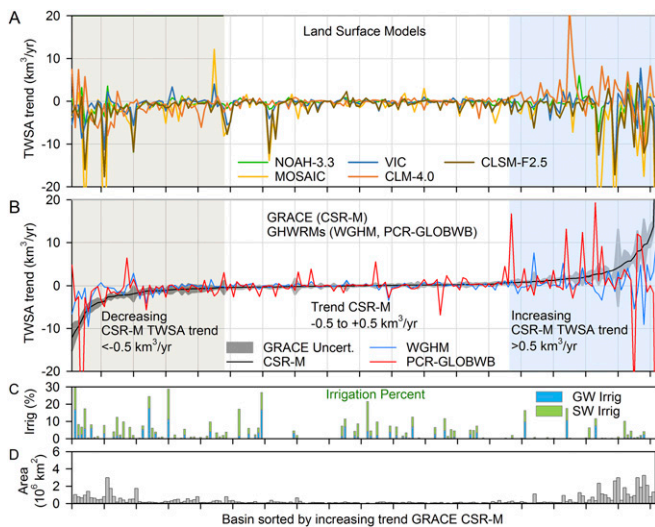 A
20
10
0
-10
-20
TWSA trend (km³/yr)
Land Surface Models
NOAH-3.3
VIC
CLSM-F2.5
MOSAIC
CLM-4.0
B
20
10
0
-10
-20
TWSA trend (km³/yr)
GRACE (CSR-M)
GHWRMs (WGHM, PCR-GLOBWB)
Decreasing
CSR-M TWSA trend
<-0.5 km³/yr
Trend CSR-M
-0.5 to +0.5 km³/yr
Increasing
CSR-M TWSA trend
>0.5 km³/yr
GRACE Uncert.
WGHM
CSR-M
PCR-GLOBWB
C
30
20
10
0
Irrig (%)
Irrigation Percent
GW Irrig
SW Irrig
D
6
4
2
0
Area
(10⁶ km²)
Basin sorted by increasing trend GRACE CSR-M